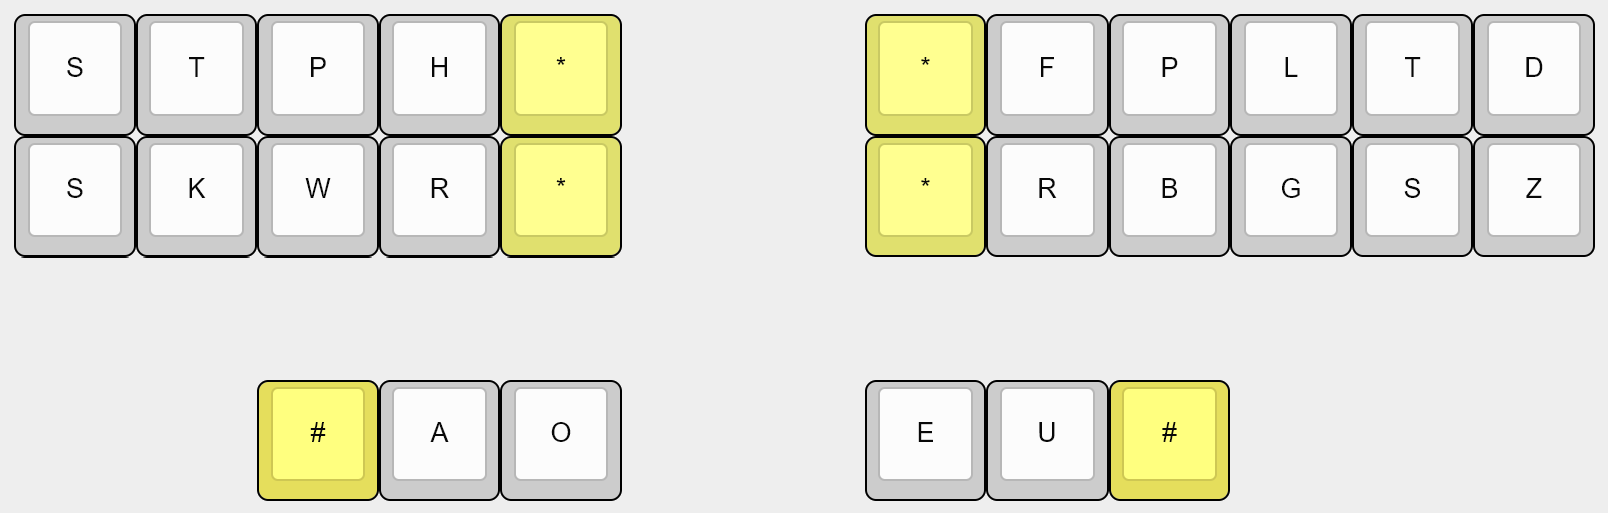 S T P H * * F P L T D
S K W R * * R B G S Z
# A O E U #